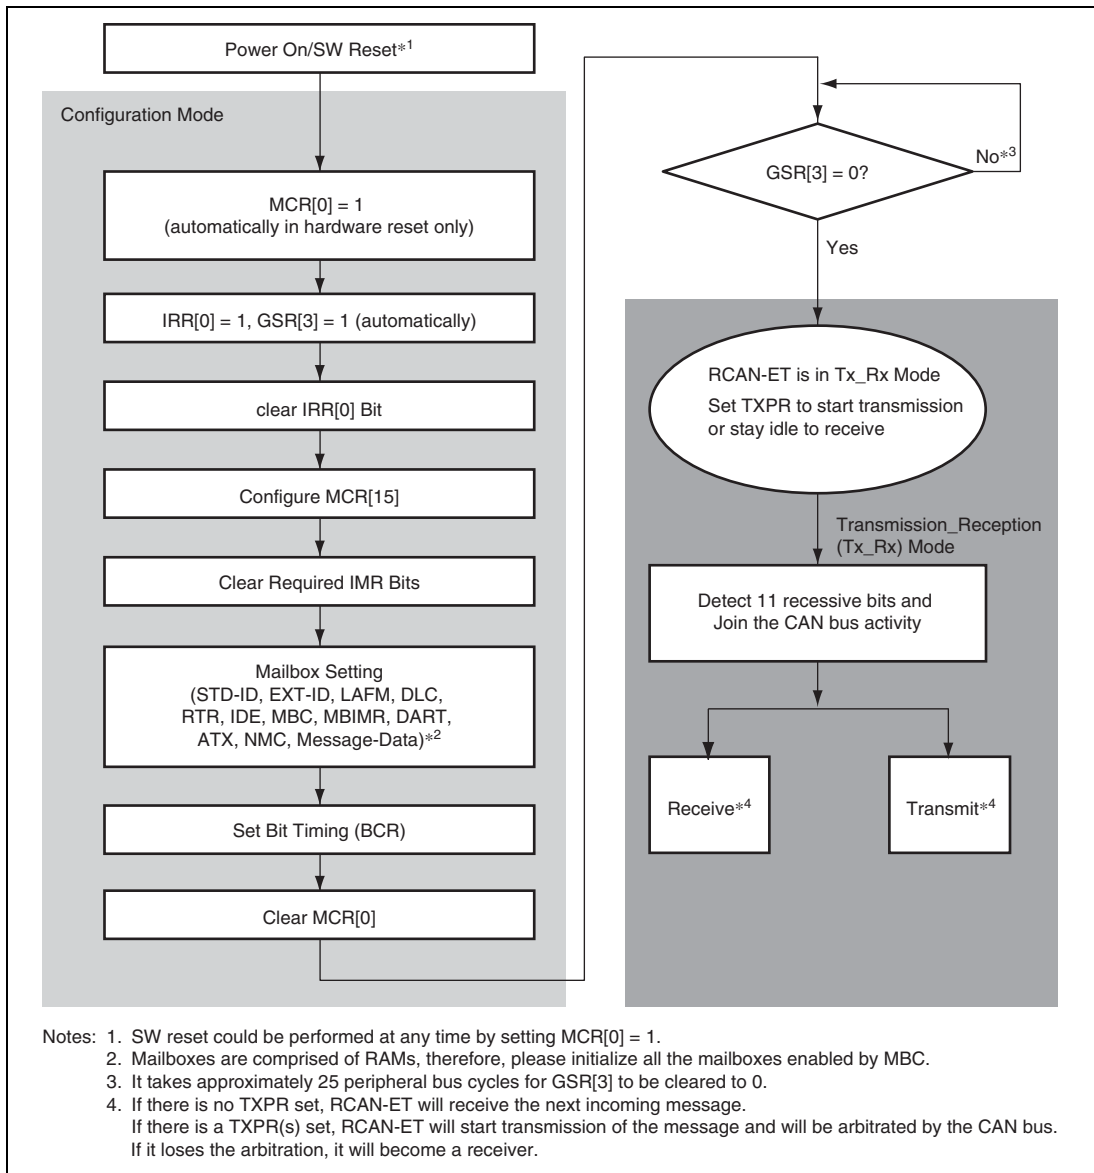 Power On/SW Reset*1
Configuration Mode
MCR[0] = 1
(automatically in hardware reset only)
IRR[0] = 1, GSR[3] = 1 (automatically)
clear IRR[0] Bit
Configure MCR[15]
Clear Required IMR Bits
Mailbox Setting
(STD-ID, EXT-ID, LAFM, DLC,
RTR, IDE, MBC, MBIMR, DART,
ATX, NMC, Message-Data)*2
Set Bit Timing (BCR)
Clear MCR[0]
GSR[3] = 0?
No*3
Yes
RCAN-ET is in Tx_Rx Mode
Set TXPR to start transmission
or stay idle to receive
Transmission_Reception
(Tx_Rx) Mode
Detect 11 recessive bits and
Join the CAN bus activity
Receive*4
Transmit*4
Notes: 1. SW reset could be performed at any time by setting MCR[0] = 1.
2. Mailboxes are comprised of RAMs, therefore, please initialize all the mailboxes enabled by MBC.
3. It takes approximately 25 peripheral bus cycles for GSR[3] to be cleared to 0.
4. If there is no TXPR set, RCAN-ET will receive the next incoming message.
If there is a TXPR(s) set, RCAN-ET will start transmission of the message and will be arbitrated by the CAN bus.
If it loses the arbitration, it will become a receiver.